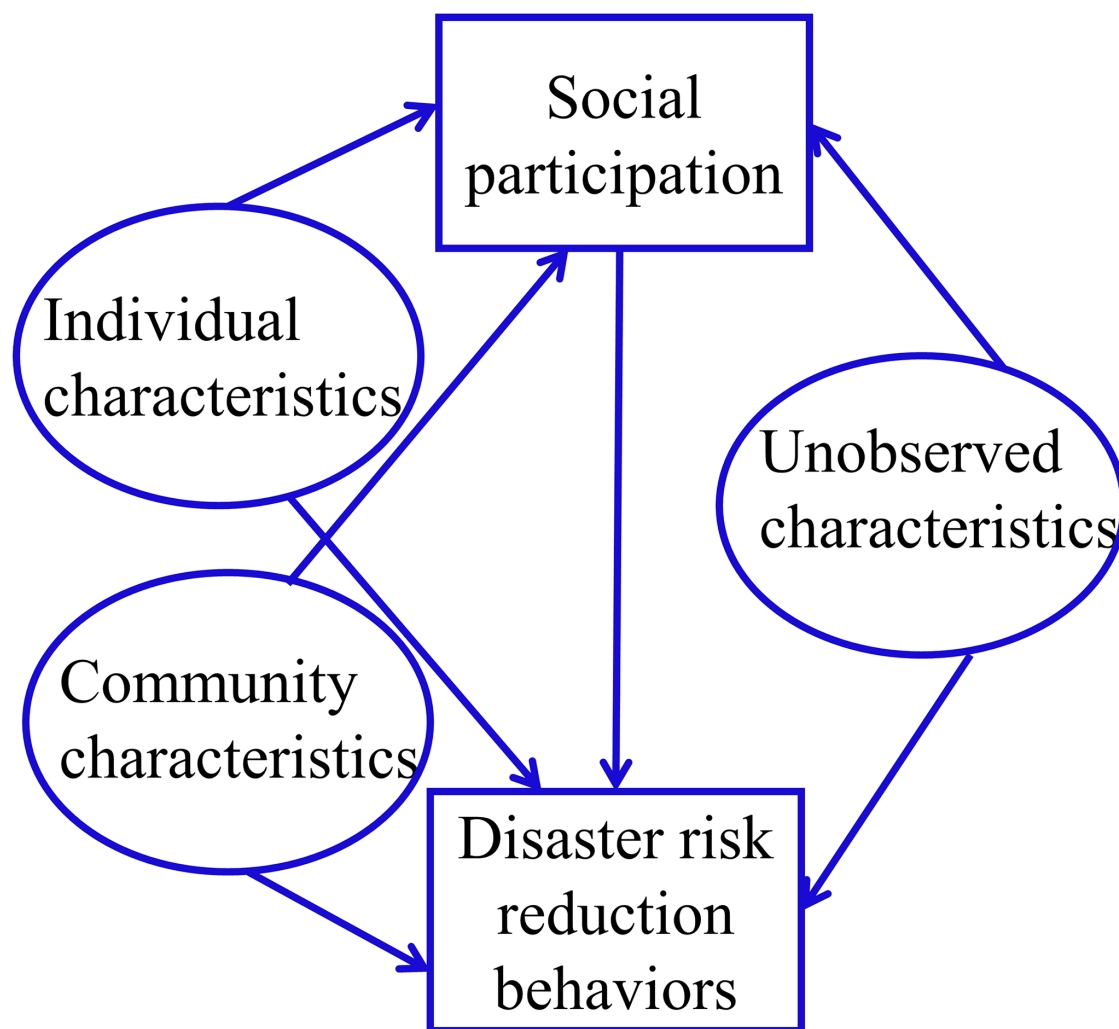 Social
participation
Individual
characteristics
Unobserved
characteristics
Community
characteristics
Disaster risk
reduction
behaviors